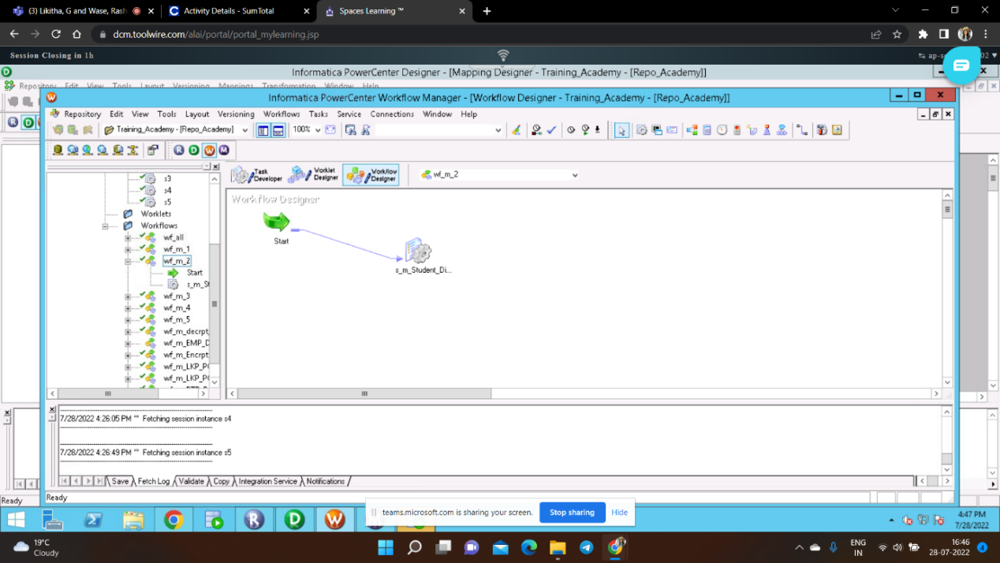 (3) Likitha, G and Wase, Rash
Activity Details - SumTotal
Spaces Learning ™
dcm.toolwire.com/alai/portal/portal_mylearning.jsp
Session Closing in 1h
Informatica PowerCenter Designer - [Mapping Designer - Training_Academy - [Repo_Academy]]
Repository Edit View Tools Layout Versioning Mappings Transformation Window Help
Informatica PowerCenter Workflow Manager - [Workflow Designer - Training_Academy - [Repo_Academy]]
Repository Edit View Tools Layout Versioning Workflows Tasks Service Connections Window Help
Training_Academy - [Repo_Academy] 100%
R D W M
Task Developer
Worklet Designer
Workflow Designer
wf_m_2
s3
s4
s5
Worklets
Workflows
wf_all
wf_m_1
wf_m_2
Start
s_m_St
wf_m_3
wf_m_4
wf_m_5
wf_m_decrpt
wf_m_EMP_D
wf_m_Encrpt
wf_m_LKP_P
wf_m_LKP_P
Workflow Designer
Start
s_m_Student_Di...
7/28/2022 4:26:05 PM ** Fetching session instance s4
7/28/2022 4:26:49 PM ** Fetching session instance s5
Save Fetch Log Validate Copy Integration Service Notifications
Ready
Ready
teams.microsoft.com is sharing your screen. Stop sharing Hide
4:47 PM
7/28/2022
19°C
Cloudy
ENG
IN
16:46
28-07-2022
4